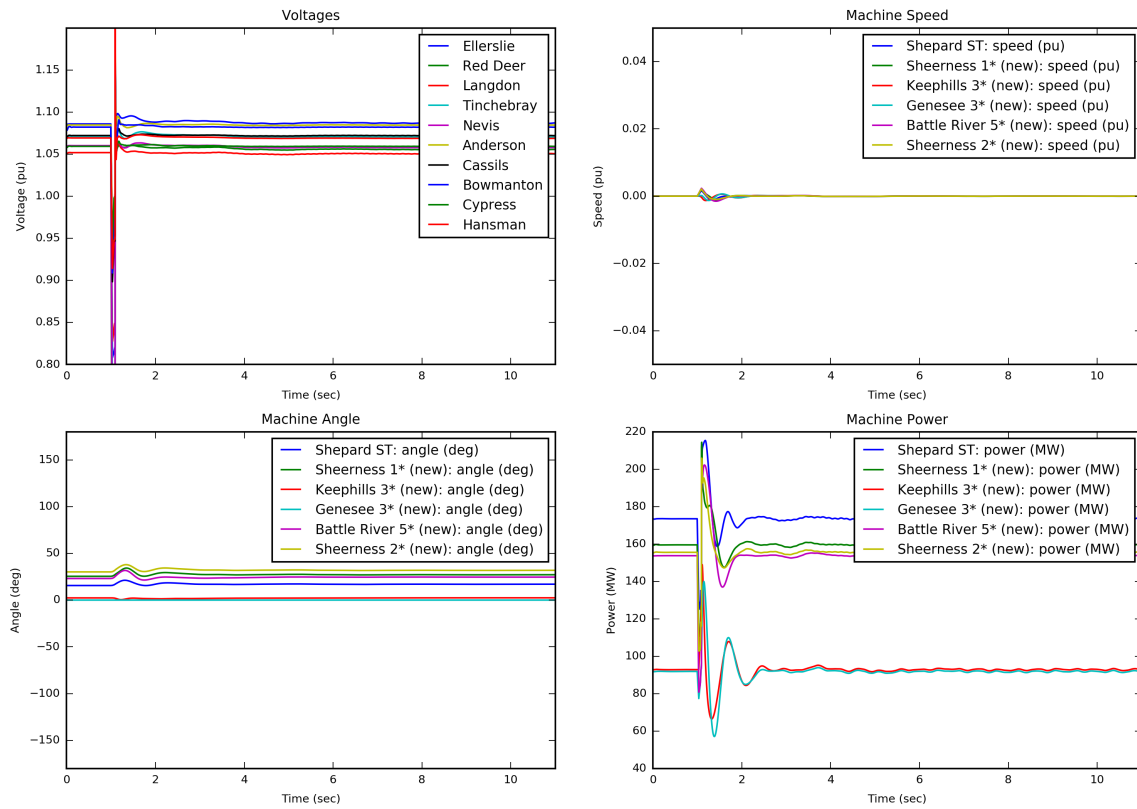 Voltages
Voltage (pu)
1.15
1.10
1.05
1.00
0.95
0.90
0.85
0.80
0 2 4 6 8 10
Time (sec)
Ellerslie
Red Deer
Langdon
Tinchebray
Nevis
Anderson
Cassils
Bowmanton
Cypress
Hansman
Machine Speed
Speed (pu)
0.04
0.02
0.00
−0.02
−0.04
0 2 4 6 8 10
Time (sec)
Shepard ST: speed (pu)
Sheerness 1* (new): speed (pu)
Keephills 3* (new): speed (pu)
Genesee 3* (new): speed (pu)
Battle River 5* (new): speed (pu)
Sheerness 2* (new): speed (pu)
Machine Angle
Angle (deg)
150
100
50
0
−50
−100
−150
0 2 4 6 8 10
Time (sec)
Shepard ST: angle (deg)
Sheerness 1* (new): angle (deg)
Keephills 3* (new): angle (deg)
Genesee 3* (new): angle (deg)
Battle River 5* (new): angle (deg)
Sheerness 2* (new): angle (deg)
Machine Power
Power (MW)
220
200
180
160
140
120
100
80
60
40
0 2 4 6 8 10
Time (sec)
Shepard ST: power (MW)
Sheerness 1* (new): power (MW)
Keephills 3* (new): power (MW)
Genesee 3* (new): power (MW)
Battle River 5* (new): power (MW)
Sheerness 2* (new): power (MW)